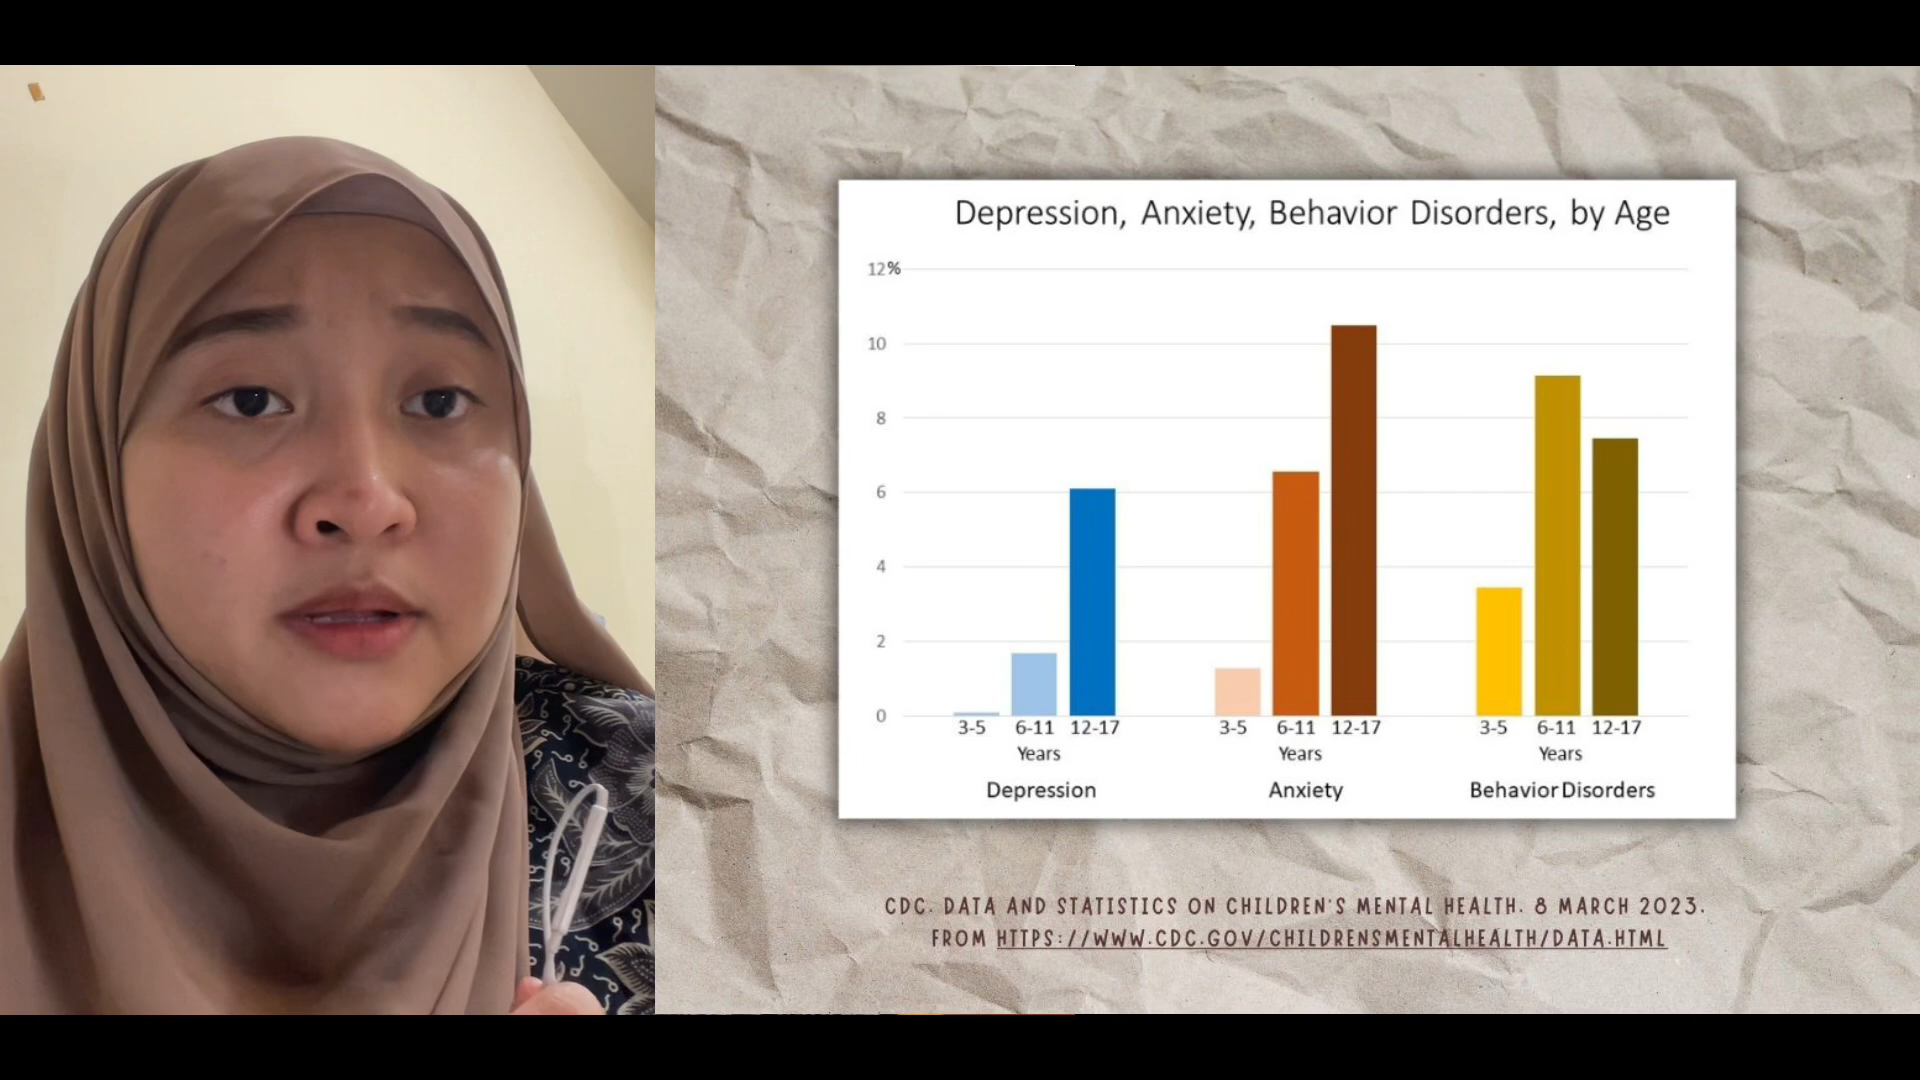 Depression, Anxiety, Behavior Disorders, by Age
12%
10
8
6
4
2
0
3-5 6-11 12-17 3-5 6-11 12-17 3-5 6-11 12-17
Years Years Years
Depression Anxiety Behavior Disorders
CDC. DATA AND STATISTICS ON CHILDREN'S MENTAL HEALTH. 8 MARCH 2023.
FROM HTTPS://WWW.CDC.GOV/CHILDRENSMENTALHEALTH/DATA.HTML